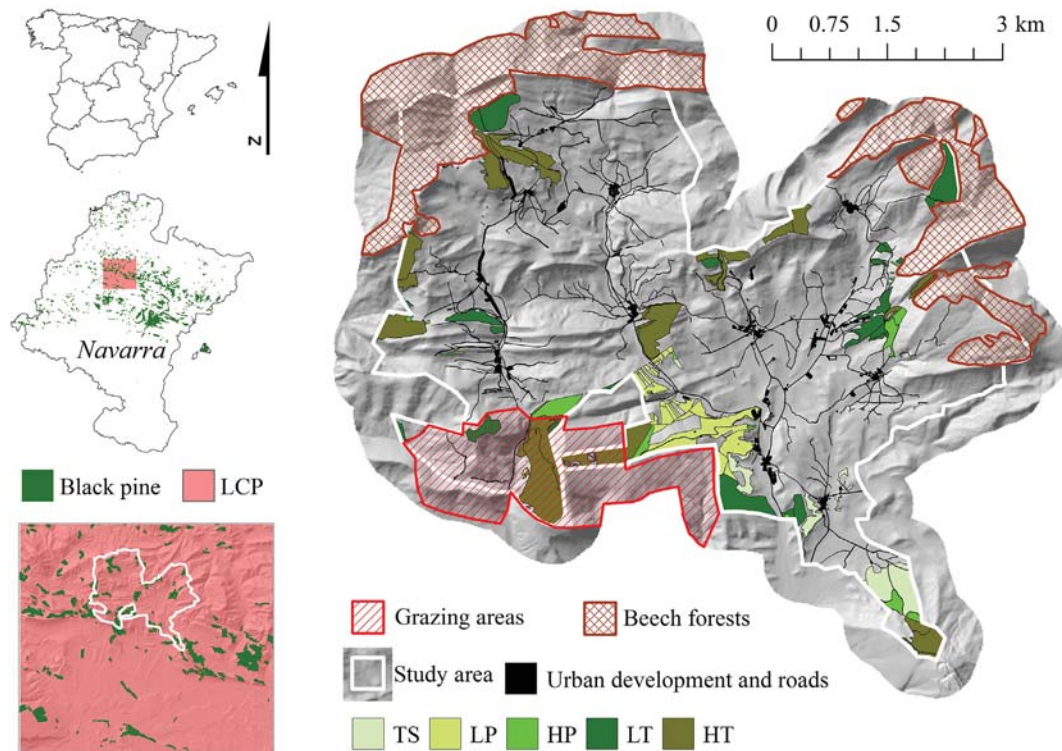 0 0.75 1.5 3 km
N
Navarra
Black pine LCP
Grazing areas Beech forests
Study area Urban development and roads
TS LP HP LT HT